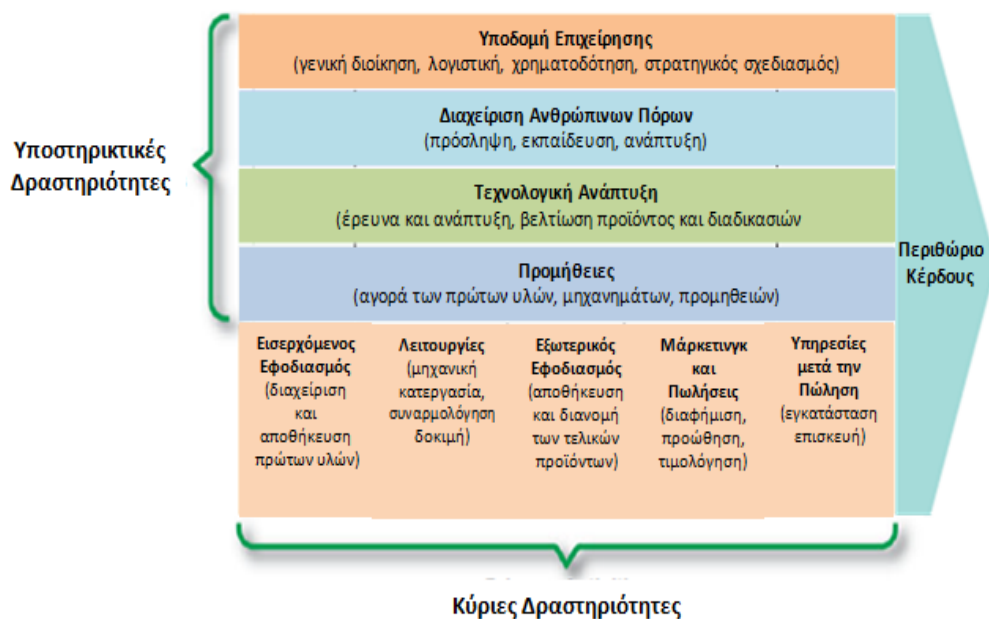 Υποδομή Επιχείρησης
(γενική διοίκηση, λογιστική, χρηματοδότηση, στρατηγικός σχεδιασμός)
Διαχείριση Ανθρώπινων Πόρων
(πρόσληψη, εκπαίδευση, ανάπτυξη)
Υποστηρικτικές
Δραστηριότητες
Τεχνολογική Ανάπτυξη
(έρευνα και ανάπτυξη, βελτίωση προϊόντος και διαδικασιών
Προμήθειες
(αγορά των πρώτων υλών, μηχανημάτων, προμηθειών)
Περιθώριο
Κέρδους
Εισερχόμενος
Εφοδιασμός
(διαχείριση
και
αποθήκευση
πρώτων υλών)
Λειτουργίες
(μηχανική
κατεργασία,
συναρμολόγηση
δοκιμή)
Εξωτερικός
Εφοδιασμός
(αποθήκευση
και διανομή
των τελικών
προϊόντων)
Μάρκετινγκ
και
Πωλήσεις
(διαφήμιση,
προώθηση,
τιμολόγηση)
Υπηρεσίες
μετά την
Πώληση
(εγκατάσταση
επισκευή)
Κύριες Δραστηριότητες